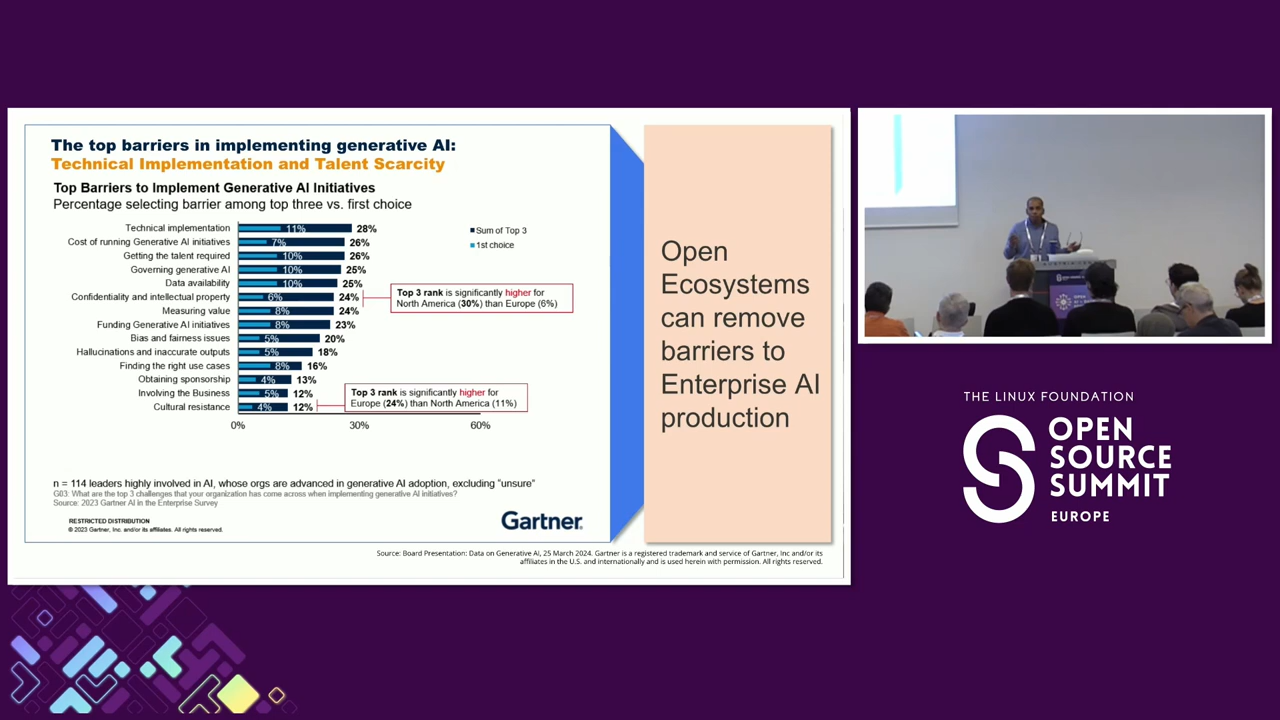 The top barriers in implementing generative AI:
Technical Implementation and Talent Scarcity
Top Barriers to Implement Generative AI Initiatives
Percentage selecting barrier among top three vs. first choice
Technical implementation 11% 28%
Cost of running Generative AI initiatives 7% 26%
Getting the talent required 10% 26%
Governing generative AI 10% 25%
Data availability 10% 25%
Confidentiality and intellectual property 6% 24%
Measuring value 8% 24%
Funding Generative AI initiatives 8% 23%
Bias and fairness issues 5% 20%
Hallucinations and inaccurate outputs 5% 18%
Finding the right use cases 8% 16%
Obtaining sponsorship 4% 13%
Involving the Business 5% 12%
Cultural resistance 4% 12%
0% 30% 60%
Sum of Top 3
1st choice
Top 3 rank is significantly higher for
North America (30%) than Europe (6%)
Top 3 rank is significantly higher for
Europe (24%) than North America (11%)
n = 114 leaders highly involved in AI, whose orgs are advanced in generative AI adoption, excluding "unsure"
G03: What are the top 3 challenges that your organization has come across when implementing generative AI initiatives?
Source: 2023 Gartner AI in the Enterprise Survey
RESTRICTED DISTRIBUTION
© 2023 Gartner, Inc. and/or its affiliates. All rights reserved.
Gartner
Open
Ecosystems
can remove
barriers to
Enterprise AI
production
Source: Board Presentation: Data on Generative AI, 25 March 2024. Gartner is a registered trademark and service of Gartner, Inc and/or its
affiliates in the U.S. and internationally and is used herein with permission. All rights reserved.
THE LINUX FOUNDATION
OPEN
SOURCE
SUMMIT
EUROPE